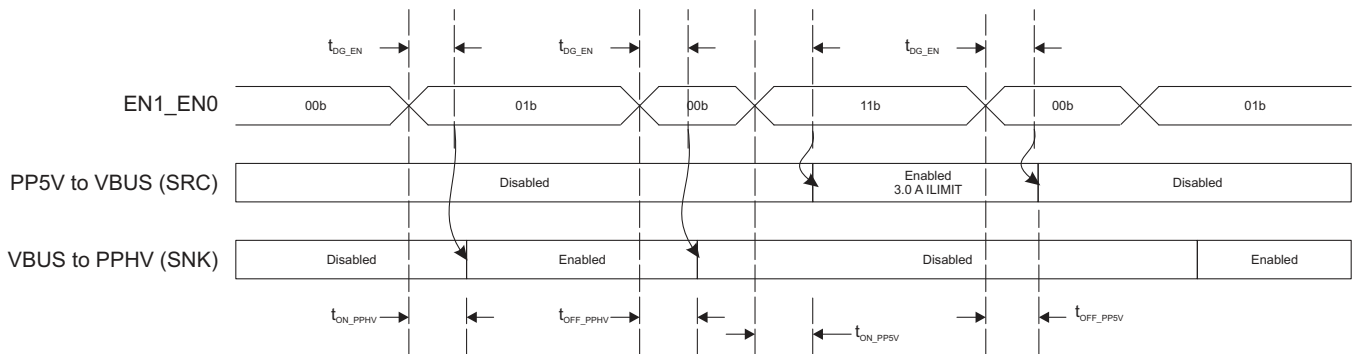 tDG_EN tDG_EN tDG_EN
EN1_EN0 00b 01b 00b 11b 00b 01b
PP5V to VBUS (SRC) Disabled Enabled Disabled
3.0 A ILIMIT
VBUS to PPHV (SNK) Disabled Enabled Disabled Enabled
tON_PPHV tOFF_PPHV tON_PP5V tOFF_PP5V